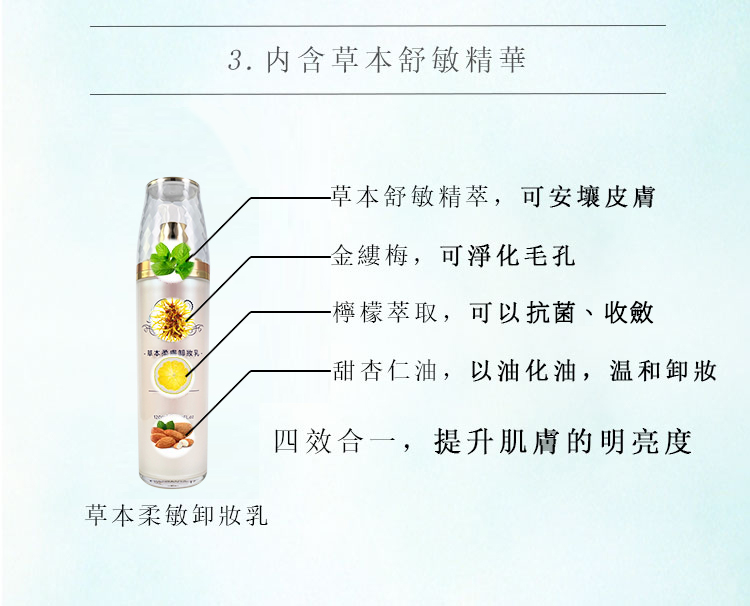 3.內含草本舒敏精華
草本舒敏精萃，可安壤皮膚
金縷梅，可淨化毛孔
檸檬萃取，可以抗菌、收斂
甜杏仁油，以油化油，溫和卸妝
四效合一，提升肌膚的明亮度
草本柔敏卸妝乳